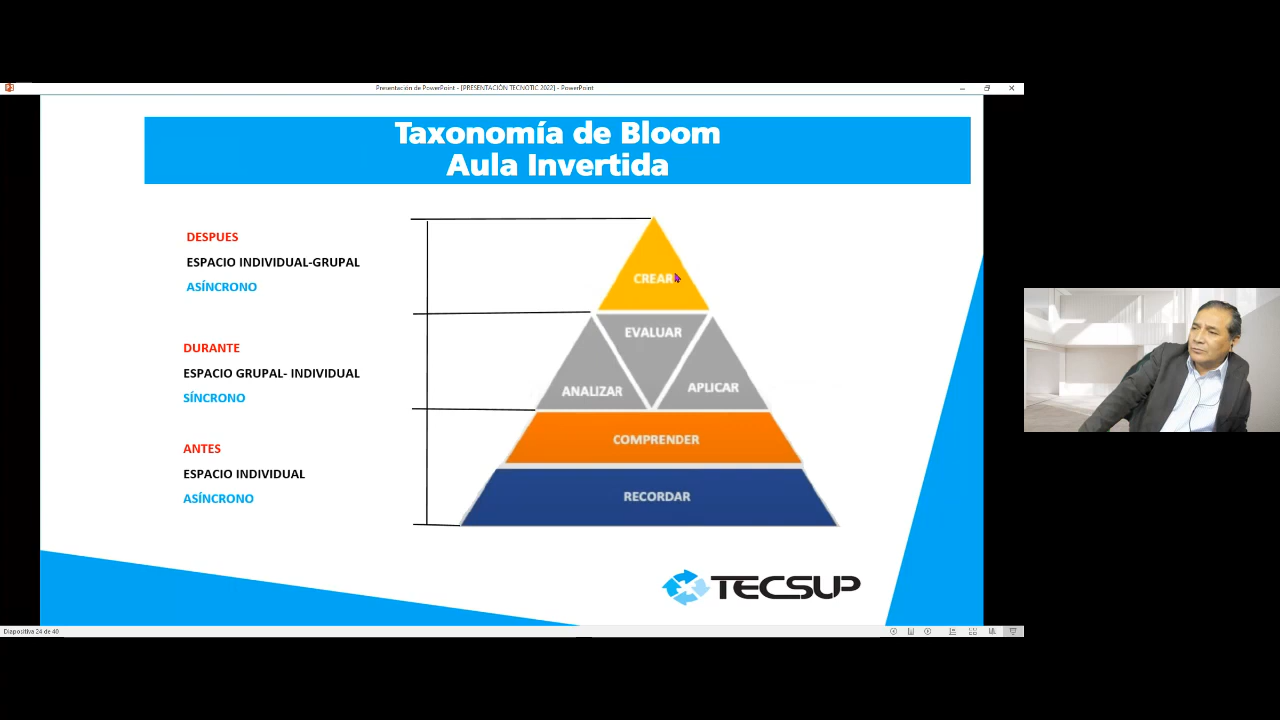 Presentación de PowerPoint - [PRESENTACIÓN TECNOTIC 2022] - PowerPoint
Taxonomía de Bloom
Aula Invertida
DESPUES
ESPACIO INDIVIDUAL-GRUPAL
ASÍNCRONO
DURANTE
ESPACIO GRUPAL- INDIVIDUAL
SÍNCRONO
ANTES
ESPACIO INDIVIDUAL
ASÍNCRONO
CREAR
EVALUAR
ANALIZAR
APLICAR
COMPRENDER
RECORDAR
TECSUP
Diapositiva 24 de 40